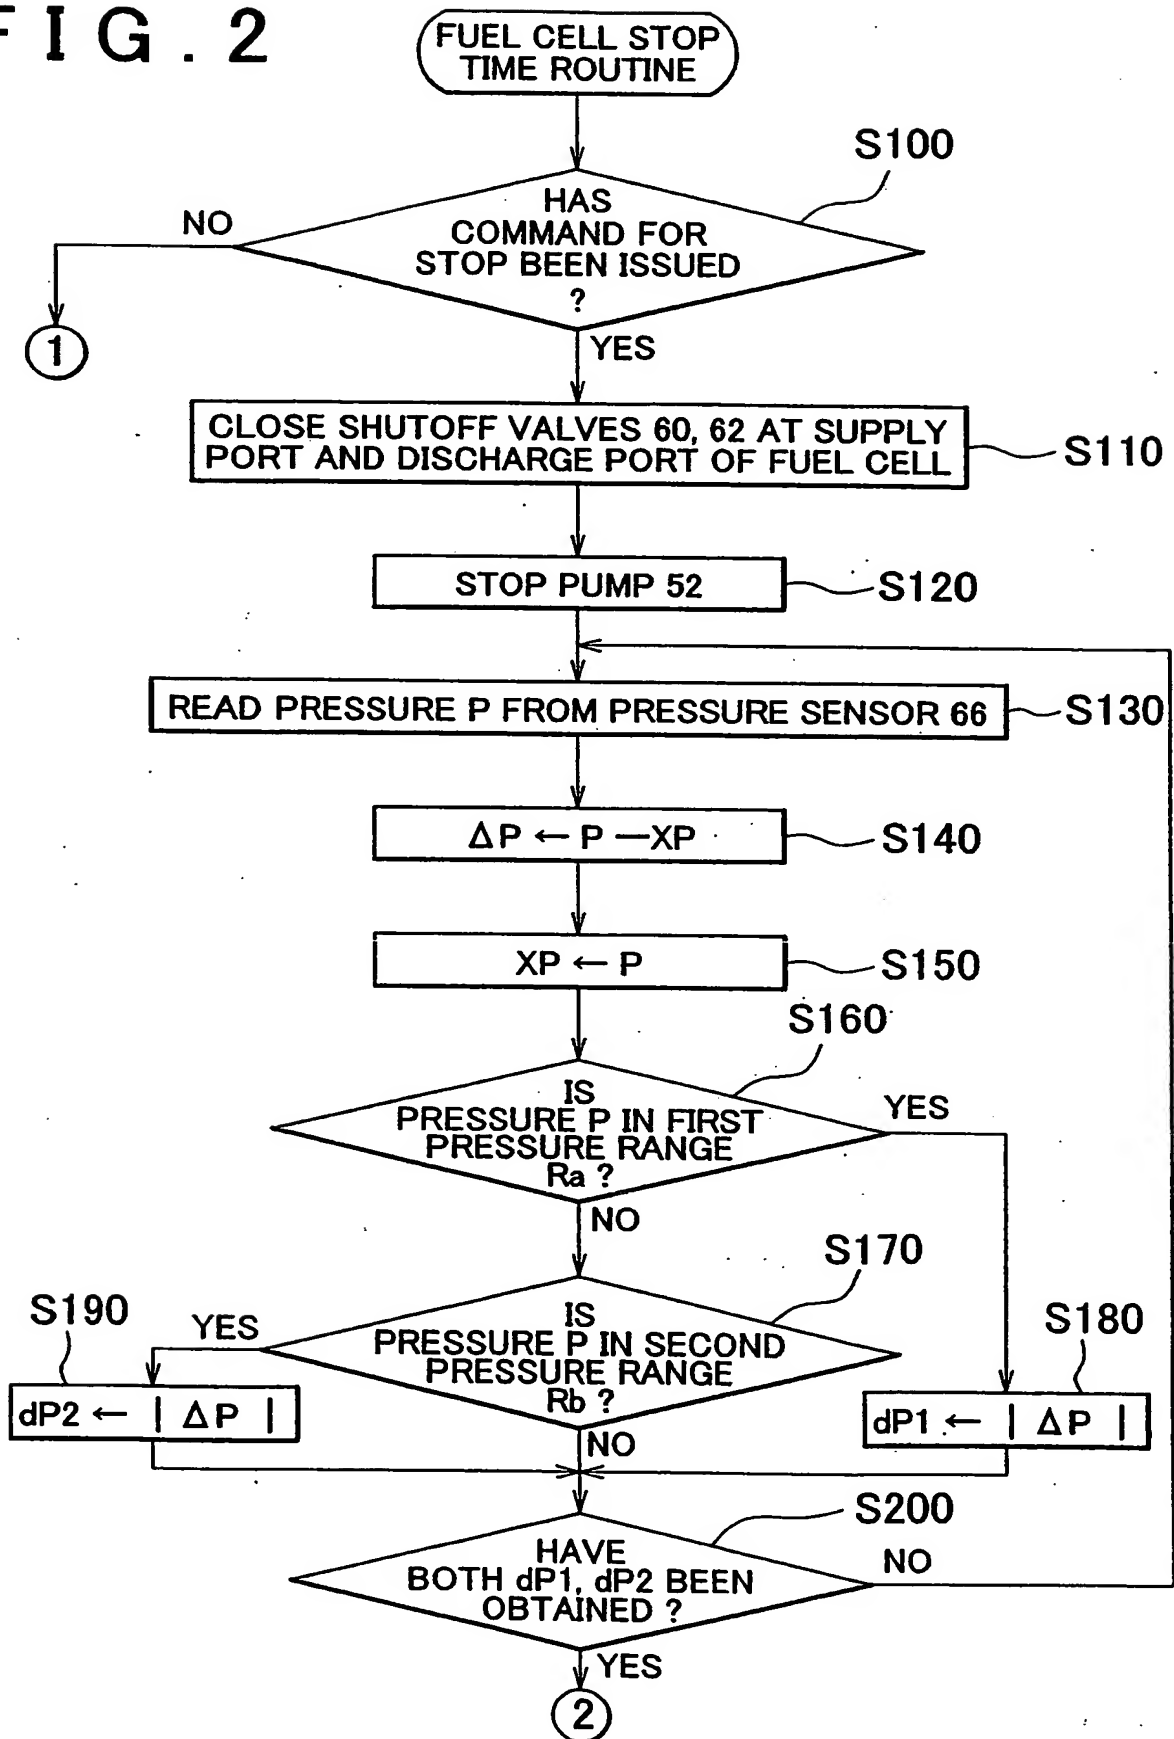 FIG. 2
FUEL CELL STOP
TIME ROUTINE
S100
HAS
COMMAND FOR
STOP BEEN ISSUED
?
NO
1
YES
CLOSE SHUTOFF VALVES 60, 62 AT SUPPLY
PORT AND DISCHARGE PORT OF FUEL CELL
S110
STOP PUMP 52
S120
READ PRESSURE P FROM PRESSURE SENSOR 66
S130
ΔP ← P —XP
S140
XP ← P
S150
S160
IS
PRESSURE P IN FIRST
PRESSURE RANGE
Ra ?
YES
NO
S170
IS
PRESSURE P IN SECOND
PRESSURE RANGE
Rb ?
YES
S190
dP2 ← | ΔP |
S180
dP1 ← | ΔP |
NO
S200
HAVE
BOTH dP1, dP2 BEEN
OBTAINED ?
NO
YES
2